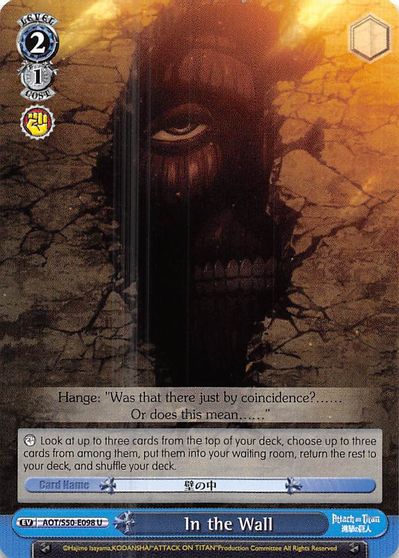 LEVEL
2
1
COST
Hange: "Was that there just by coincidence?......
Or does this mean......"
Look at up to three cards from the top of your deck, choose up to three
cards from among them, put them into your waiting room, return the rest to
your deck, and shuffle your deck.
Card Name 壁の中
EV AOT/S50-E098 U In the Wall
Attack on Titan
進撃の巨人
©Hajime Isayama,KODANSHA/"ATTACK ON TITAN"Production Committee All Rights Reserved